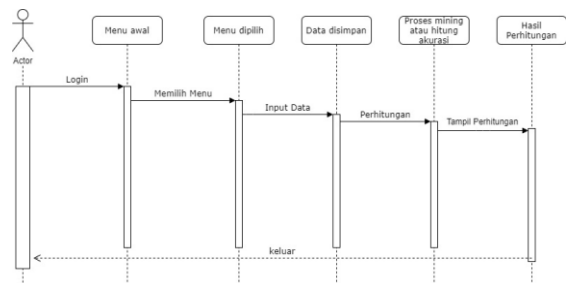 Menu awal
Menu dipilih
Data disimpan
Proses mining
atau hitung
akurasi
Hasil
Perhitungan
Actor
Login
Memilih Menu
Input Data
Perhitungan
Tampil Perhitungan
keluar